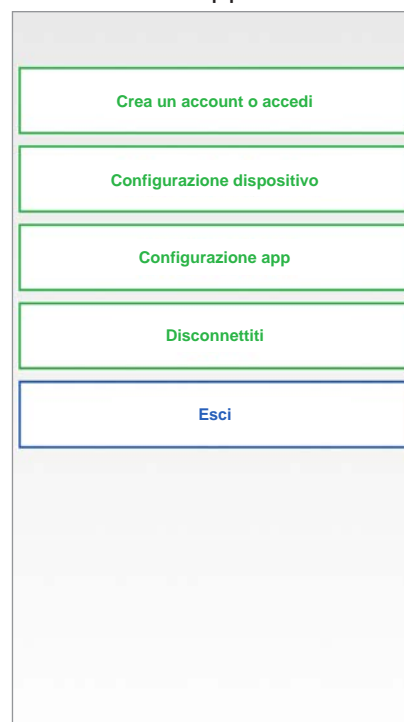 Crea un account o accedi
Configurazione dispositivo
Configurazione app
Disconnettiti
Esci